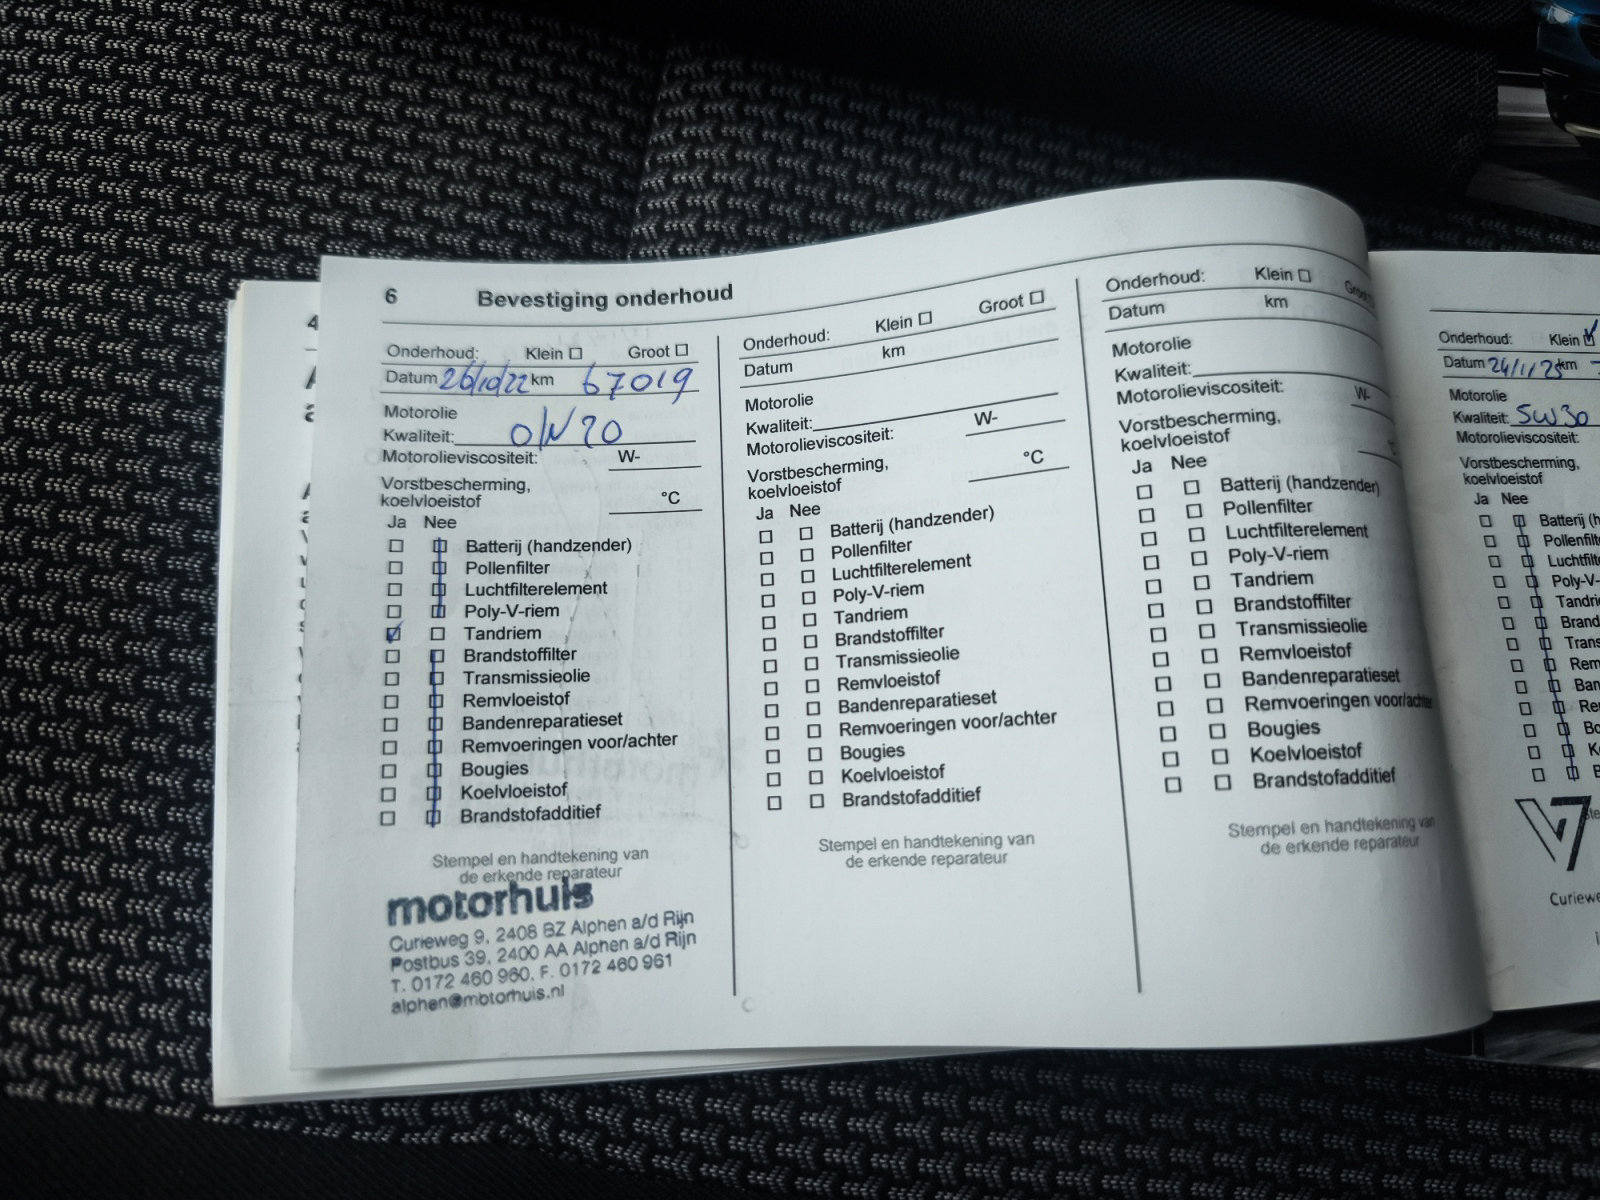 6 Bevestiging onderhoud
Onderhoud: Klein ☐ Groot ☐
Datum 26/10/22 km 67019
Motorolie
Kwaliteit: 0W20
Motorolieviscositeit: W-
Vorstbescherming,
koelvloeistof °C
Ja Nee
Batterij (handzender)
Pollenfilter
Luchtfilterelement
Poly-V-riem
Tandriem
Brandstoffilter
Transmissieolie
Remvloeistof
Bandenreparatieset
Remvoeringen voor/achter
Bougies
Koelvloeistof
Brandstofadditief
Stempel en handtekening van
de erkende reparateur
motorhuis
Curieweg 9, 2408 BZ Alphen a/d Rijn
Postbus 39, 2400 AA Alphen a/d Rijn
T. 0172 460 960, F. 0172 460 961
alphen@motorhuis.nl
Onderhoud: Klein ☐ Groot ☐
Datum km
Motorolie
Kwaliteit:
Motorolieviscositeit: W-
Vorstbescherming,
koelvloeistof °C
Ja Nee
Batterij (handzender)
Pollenfilter
Luchtfilterelement
Poly-V-riem
Tandriem
Brandstoffilter
Transmissieolie
Remvloeistof
Bandenreparatieset
Remvoeringen voor/achter
Bougies
Koelvloeistof
Brandstofadditief
Stempel en handtekening van
de erkende reparateur
Onderhoud: Klein ☐
Datum km
Motorolie
Kwaliteit:
Motorolieviscositeit: W-
Vorstbescherming,
koelvloeistof
Ja Nee
Batterij (handzender)
Pollenfilter
Luchtfilterelement
Poly-V-riem
Tandriem
Brandstoffilter
Transmissieolie
Remvloeistof
Bandenreparatieset
Remvoeringen voor/achter
Bougies
Koelvloeistof
Brandstofadditief
Stempel en handtekening van
de erkende reparateur
4
Onderhoud: Klein
Datum km
Motorolie
Kwaliteit: 5W30
Motorolieviscositeit:
Vorstbescherming,
koelvloeistof
Ja Nee
Batterij (h
Pollenfilt
Luchtfilte
Poly-V-
Tandri
Brand
Trans
Rem
Ban
Re
Bo
K
B
Curiewe